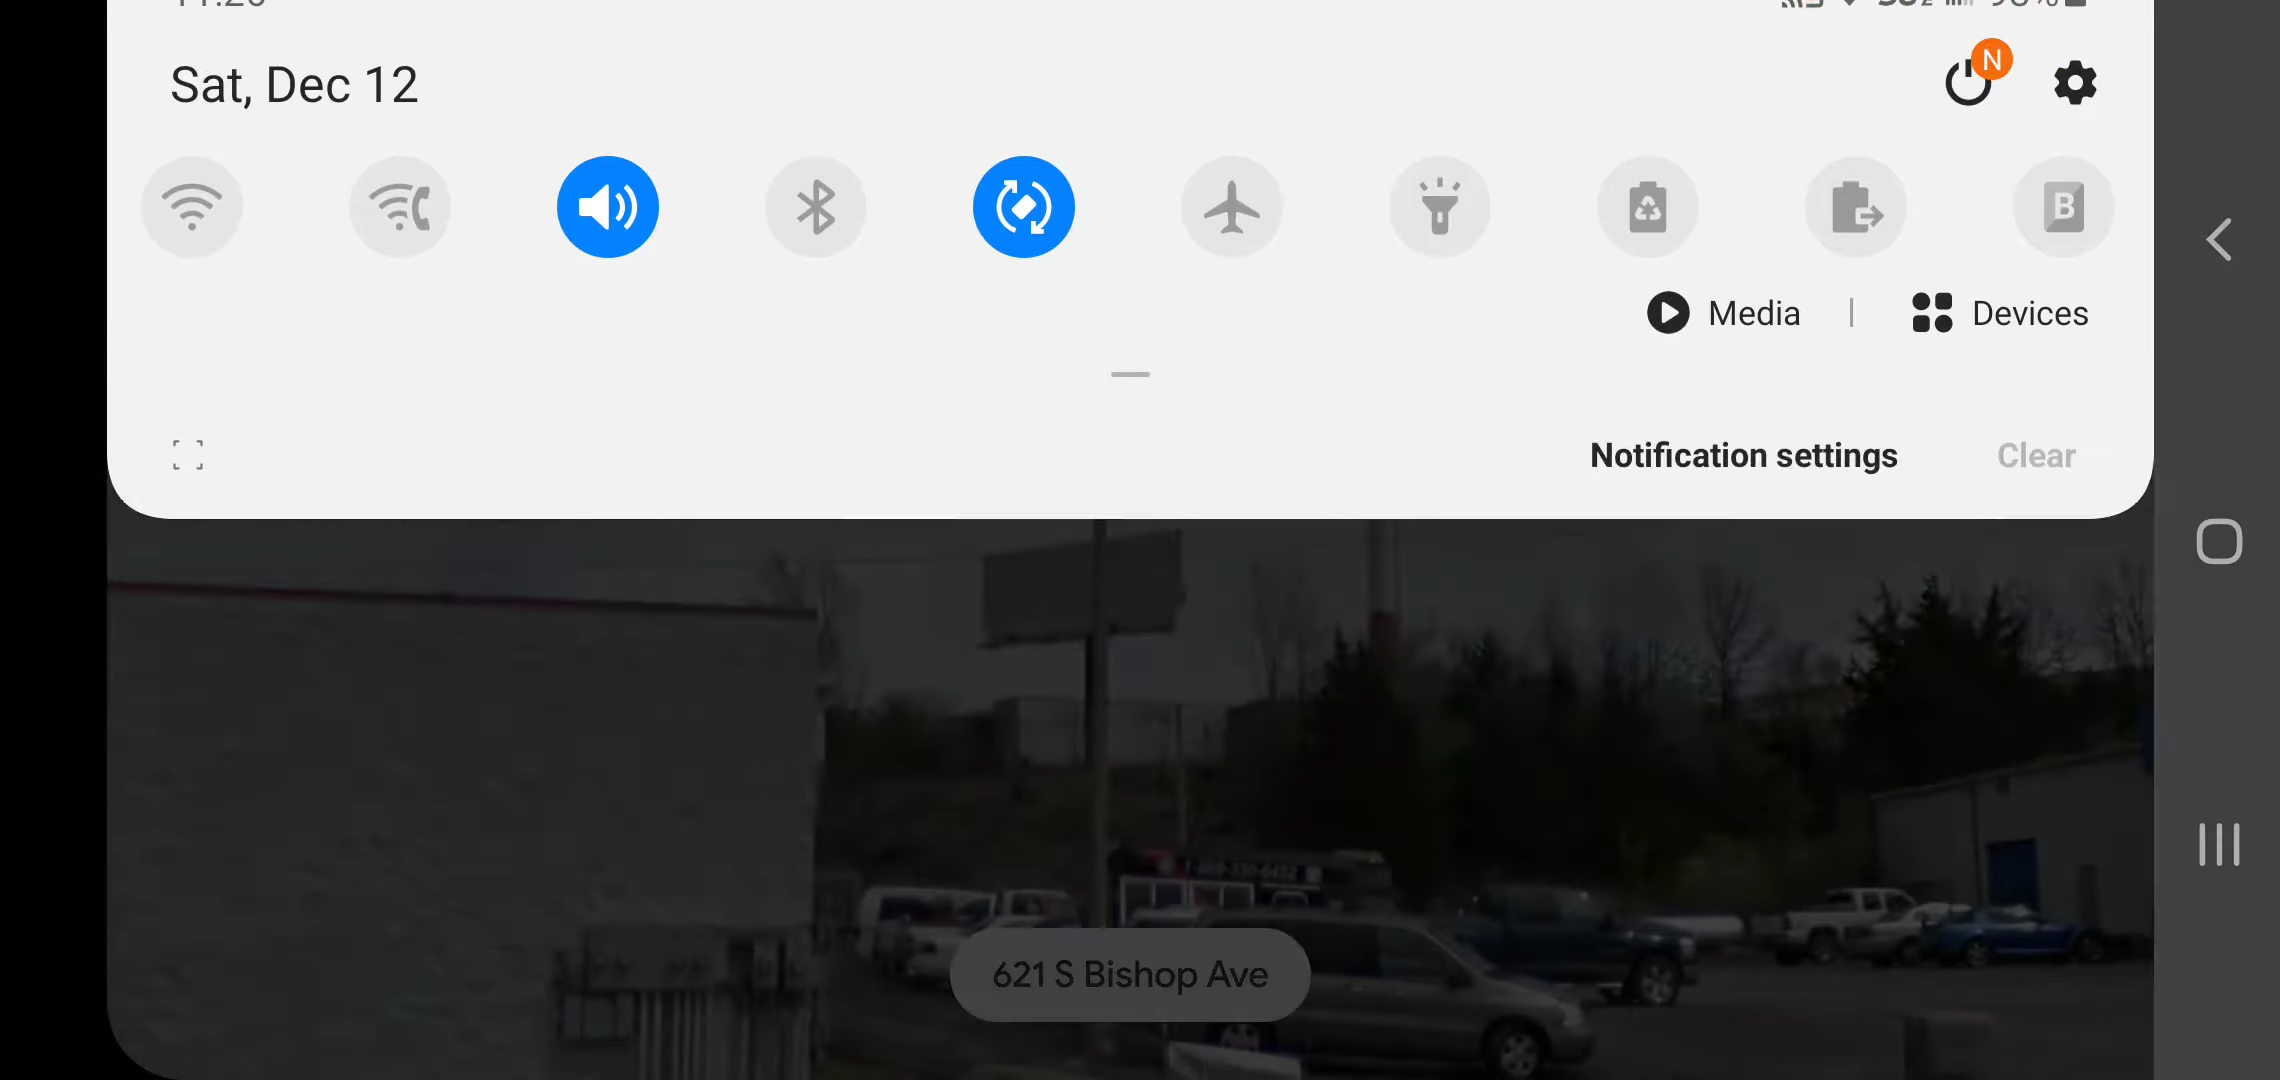 Sat, Dec 12
N
B
Media | Devices
Notification settings
Clear
621 S Bishop Ave